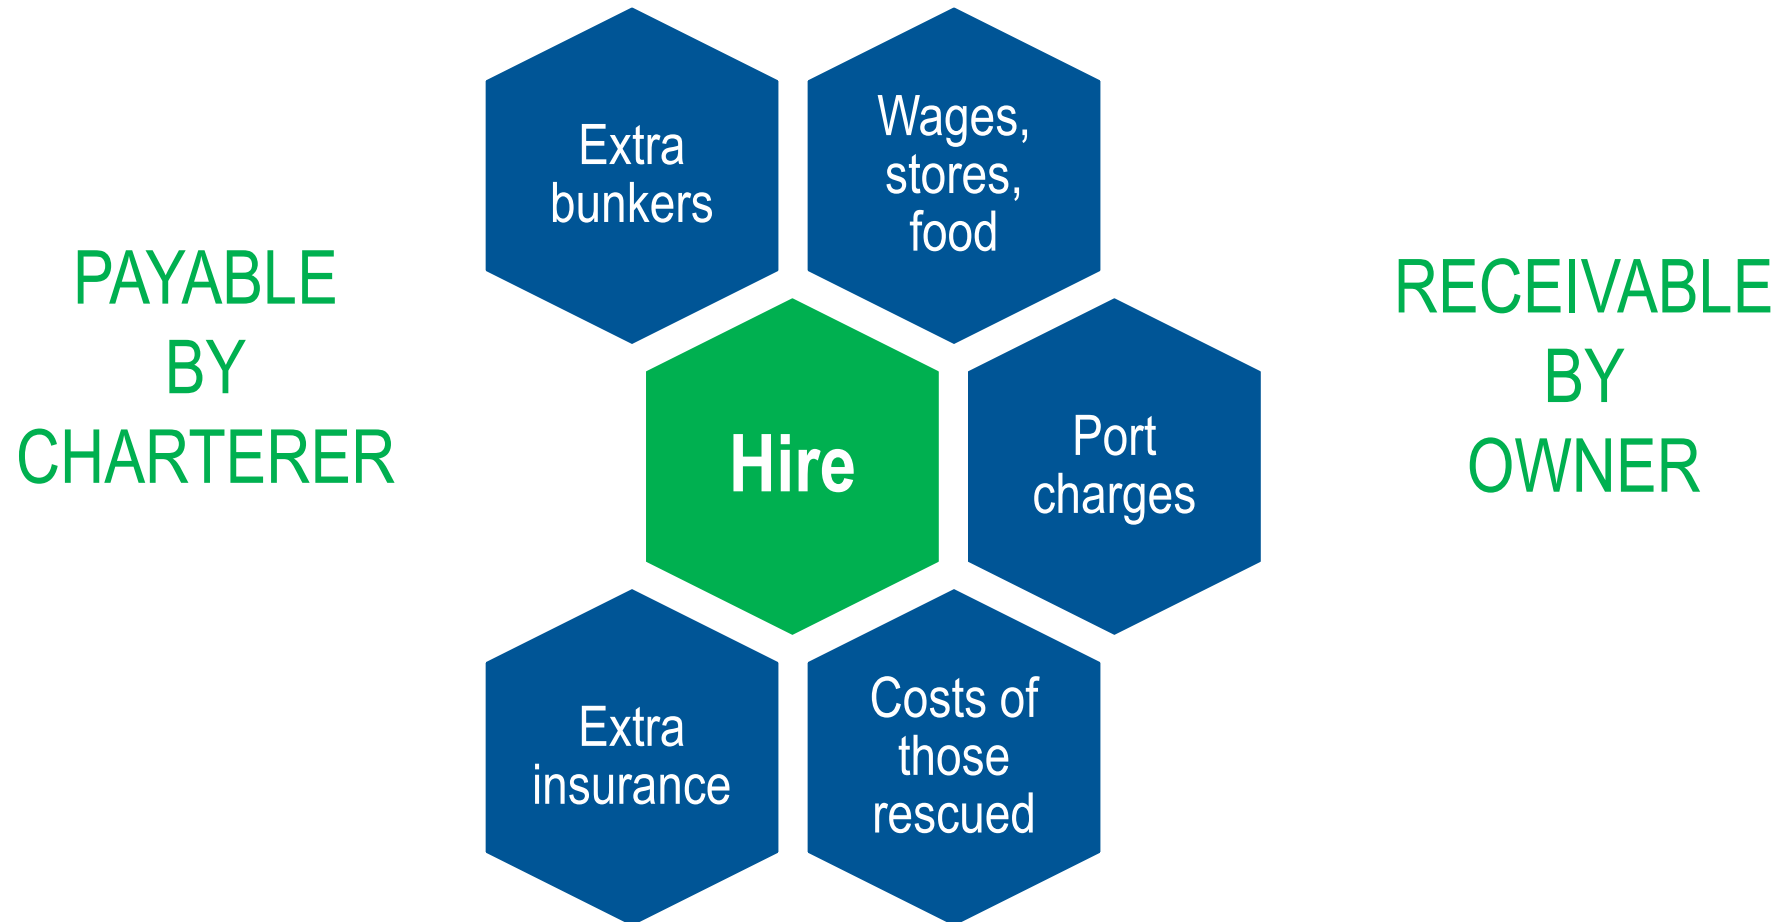 PAYABLE
BY
CHARTERER
Extra
bunkers
Wages,
stores,
food
Hire
Port
charges
Extra
insurance
Costs of
those
rescued
RECEIVABLE
BY
OWNER